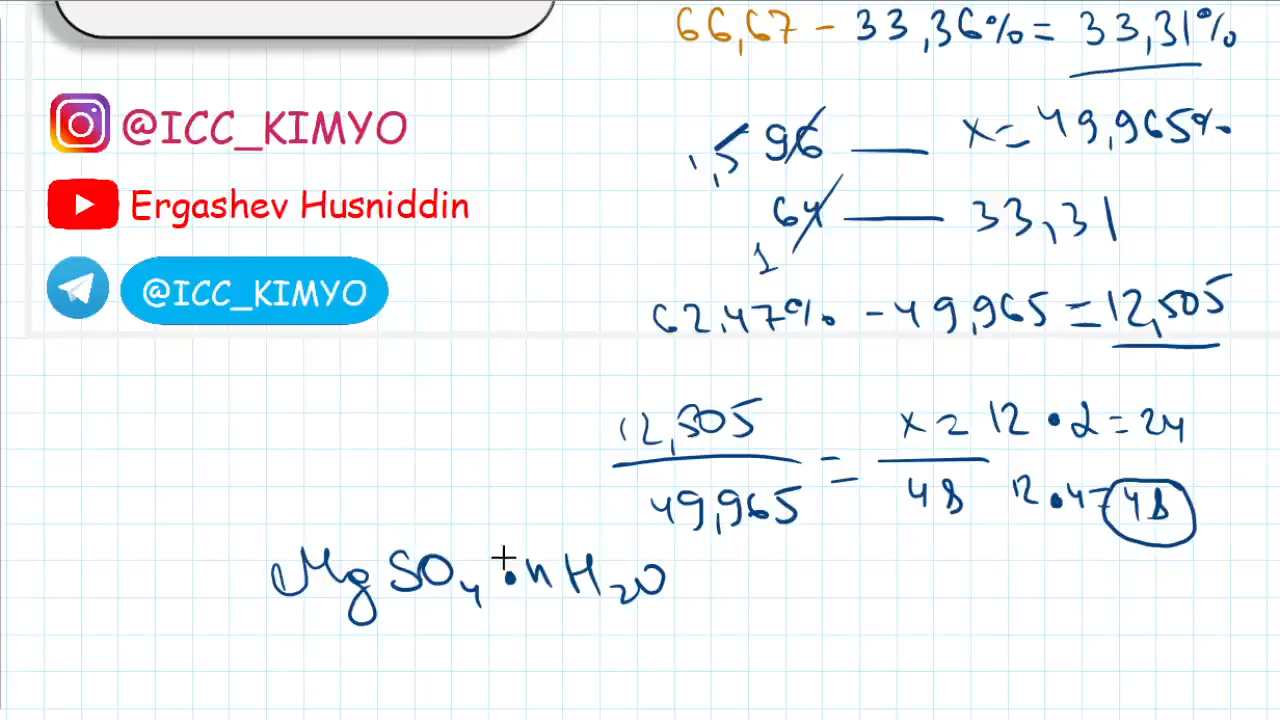 66,67 - 33,36% = 33,31%
@ICC_KIMYO
1,5 96 — x = 49,965%
Ergashev Husniddin
64 — 33,31
1
@ICC_KIMYO
62,47% - 49,965 = 12,505
12,505 / 49,965 = x / 48
x = 12 • 2 = 24
12 • 4 = 48
MgSO₄ • nH₂O